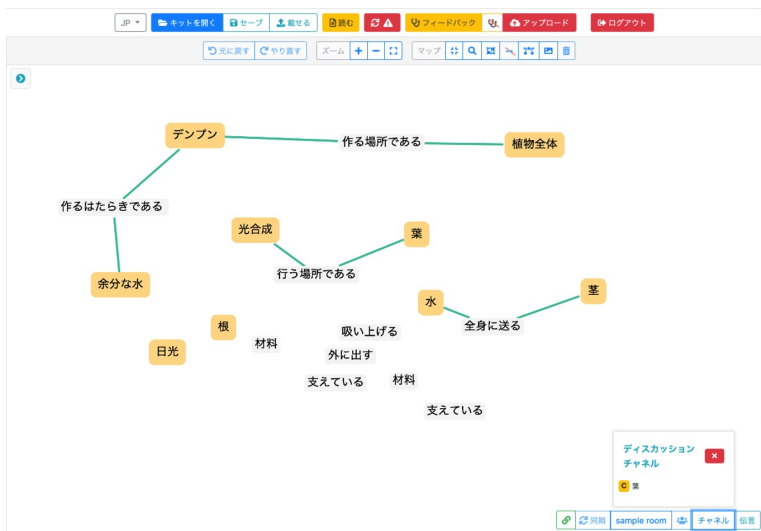 JP キットを開く セーブ 載せる 読む フィードバック アップロード ログアウト
元に戻す やり直す ズーム マップ
デンプン
作る場所である
植物全体
作るはたらきである
光合成
葉
行う場所である
余分な水
水
茎
全身に送る
根
吸い上げる
材料
日光
外に出す
支えている
材料
支えている
ディスカッション
チャネル
C 葉
同期 sample room チャネル 伝言